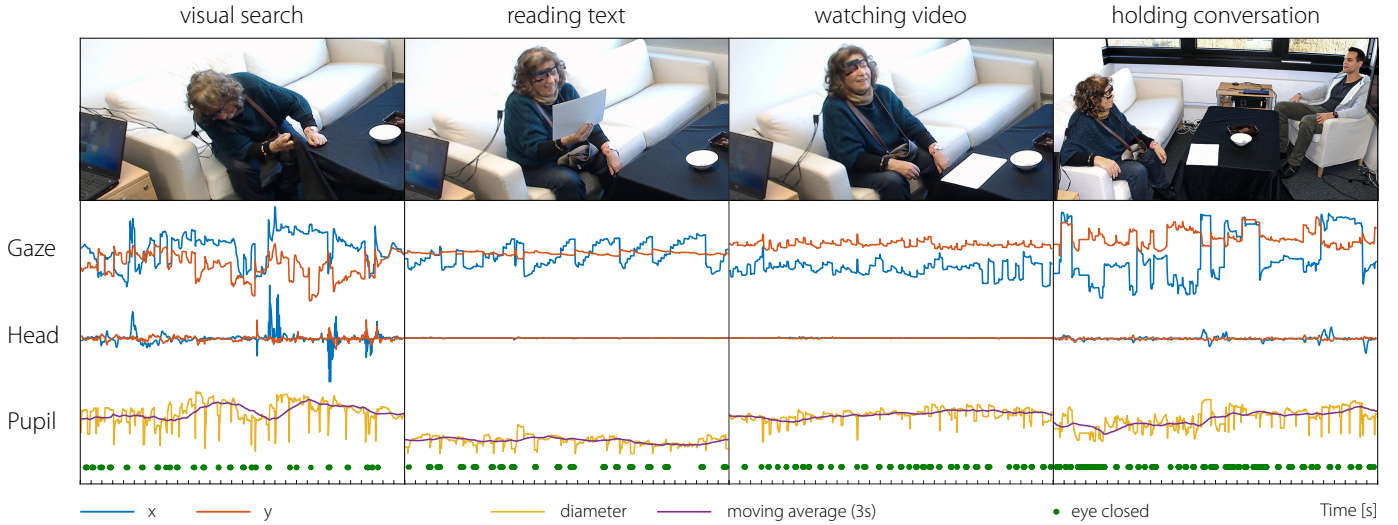 visual search reading text watching video holding conversation
Gaze
Head
Pupil
x y diameter moving average (3s) eye closed Time [s]